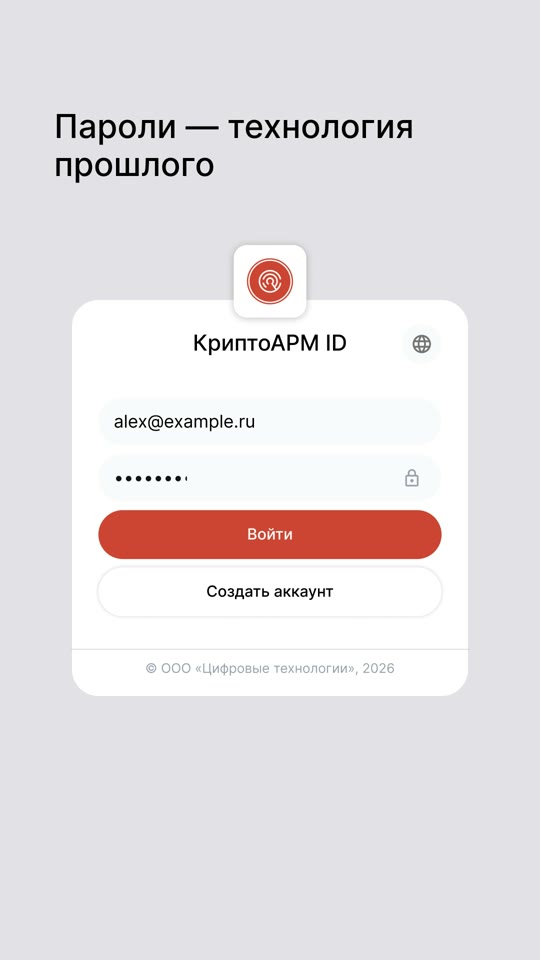 Пароли — технология
прошлого
КриптоАРМ ID
alex@example.ru
Войти
Создать аккаунт
© ООО «Цифровые технологии», 2026